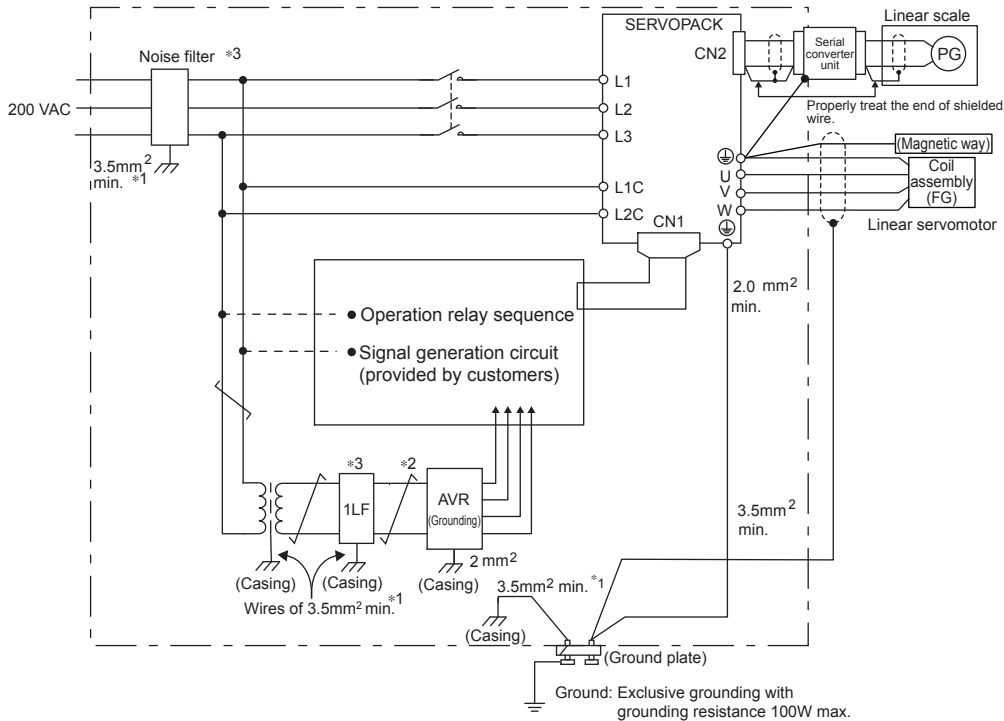 SERVOPACK
Linear scale
Noise filter *3
CN2
Serial
converter
unit
PG
200 VAC
L1
L2
L3
Properly treat the end of shielded
wire.
3.5mm2
min. *1
(Magnetic way)
Coil
assembly
(FG)
U
V
W
L1C
L2C
CN1
Linear servomotor
2.0 mm2
min.
● Operation relay sequence
● Signal generation circuit
(provided by customers)
*3
*2
1LF
AVR
(Grounding)
3.5mm2
min.
2 mm2
(Casing)
(Casing)
(Casing)
Wires of 3.5mm2 min.*1
3.5mm2 min.*1
(Casing)
(Ground plate)
Ground: Exclusive grounding with
grounding resistance 100W max.